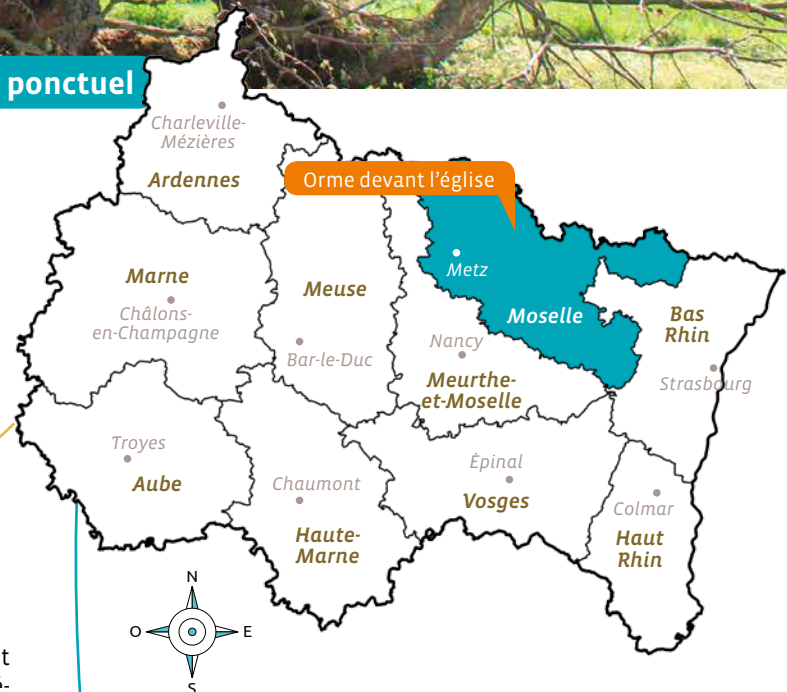 ponctuel
Charleville-
Mézières
Ardennes
Orme devant l'église
Marne
Châlons-
en-Champagne
Meuse
Bar-le-Duc
Metz
Moselle
Nancy
Meurthe-
et-Moselle
Bas
Rhin
Strasbourg
Troyes
Aube
Chaumont
Haute-
Marne
Épinal
Vosges
Colmar
Haut
Rhin
N
O
E
S
t
é-